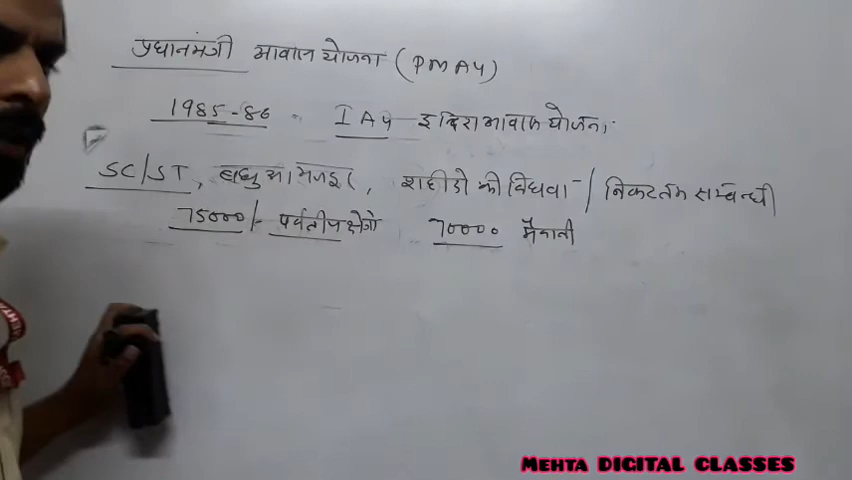 प्रधानमंत्री आवास योजना (PMAY)
1985-86 IAY इन्दिरा आवास योजना
SC/ST, बंधुआ मजदूर, शहीदो की विधवा / निकटतम सम्बन्धी
75000/- पर्वतीय क्षेत्रो 70000 मैदानी
MEHTA DIGITAL CLASSES